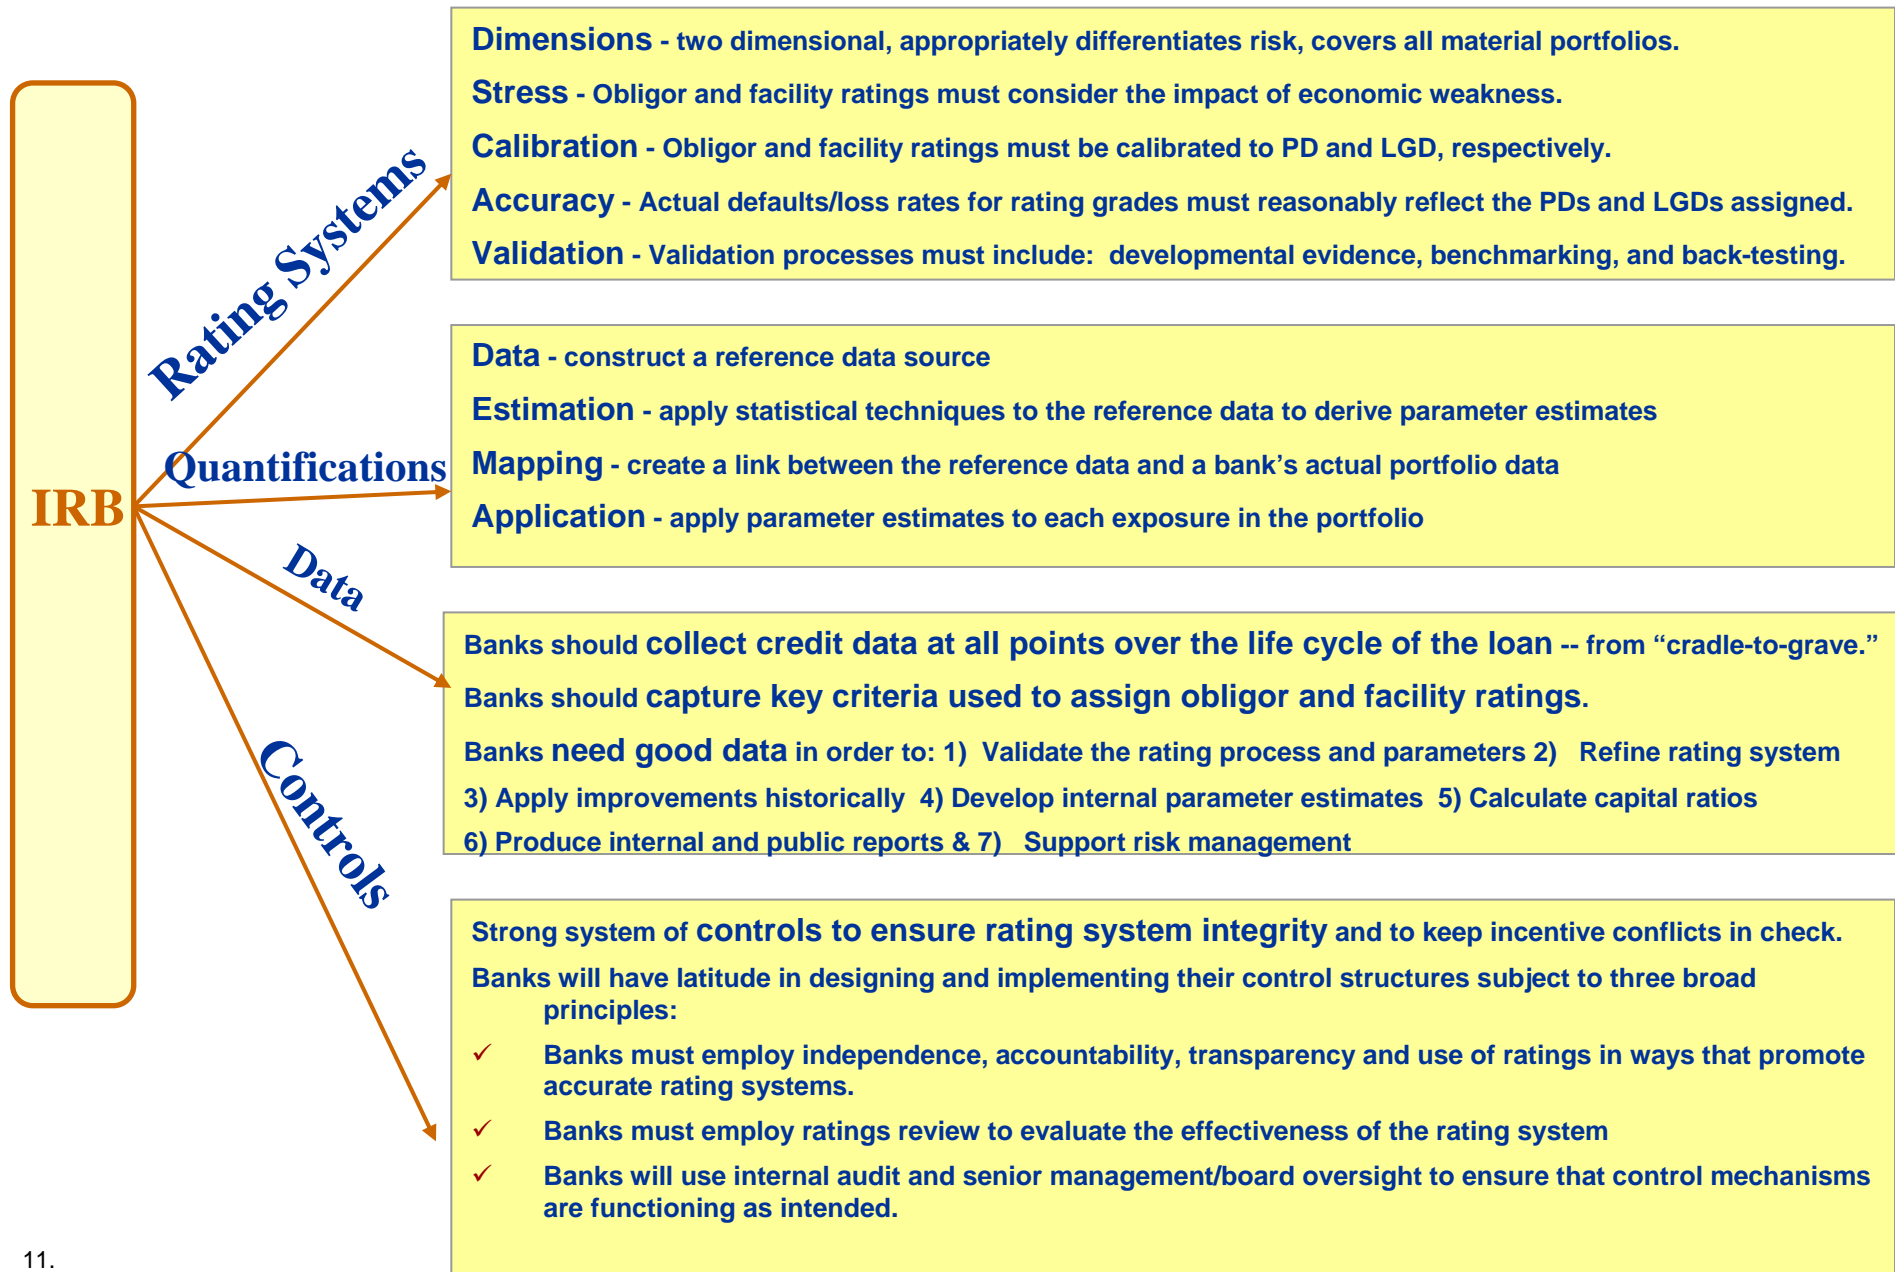 IRB
Rating Systems
Dimensions - two dimensional, appropriately differentiates risk, covers all material portfolios.
Stress - Obligor and facility ratings must consider the impact of economic weakness.
Calibration - Obligor and facility ratings must be calibrated to PD and LGD, respectively.
Accuracy - Actual defaults/loss rates for rating grades must reasonably reflect the PDs and LGDs assigned.
Validation - Validation processes must include:  developmental evidence, benchmarking, and back-testing.
Quantifications
Data - construct a reference data source
Estimation - apply statistical techniques to the reference data to derive parameter estimates
Mapping - create a link between the reference data and a bank’s actual portfolio data
Application - apply parameter estimates to each exposure in the portfolio
Data
Banks should collect credit data at all points over the life cycle of the loan -- from “cradle-to-grave.”
Banks should capture key criteria used to assign obligor and facility ratings.
Banks need good data in order to: 1)  Validate the rating process and parameters 2)   Refine rating system
3) Apply improvements historically  4) Develop internal parameter estimates  5) Calculate capital ratios
6) Produce internal and public reports & 7)   Support risk management
Controls
Strong system of controls to ensure rating system integrity and to keep incentive conflicts in check.
Banks will have latitude in designing and implementing their control structures subject to three broad
principles:
✓ Banks must employ independence, accountability, transparency and use of ratings in ways that promote
accurate rating systems.
✓ Banks must employ ratings review to evaluate the effectiveness of the rating system
✓ Banks will use internal audit and senior management/board oversight to ensure that control mechanisms
are functioning as intended.
11.